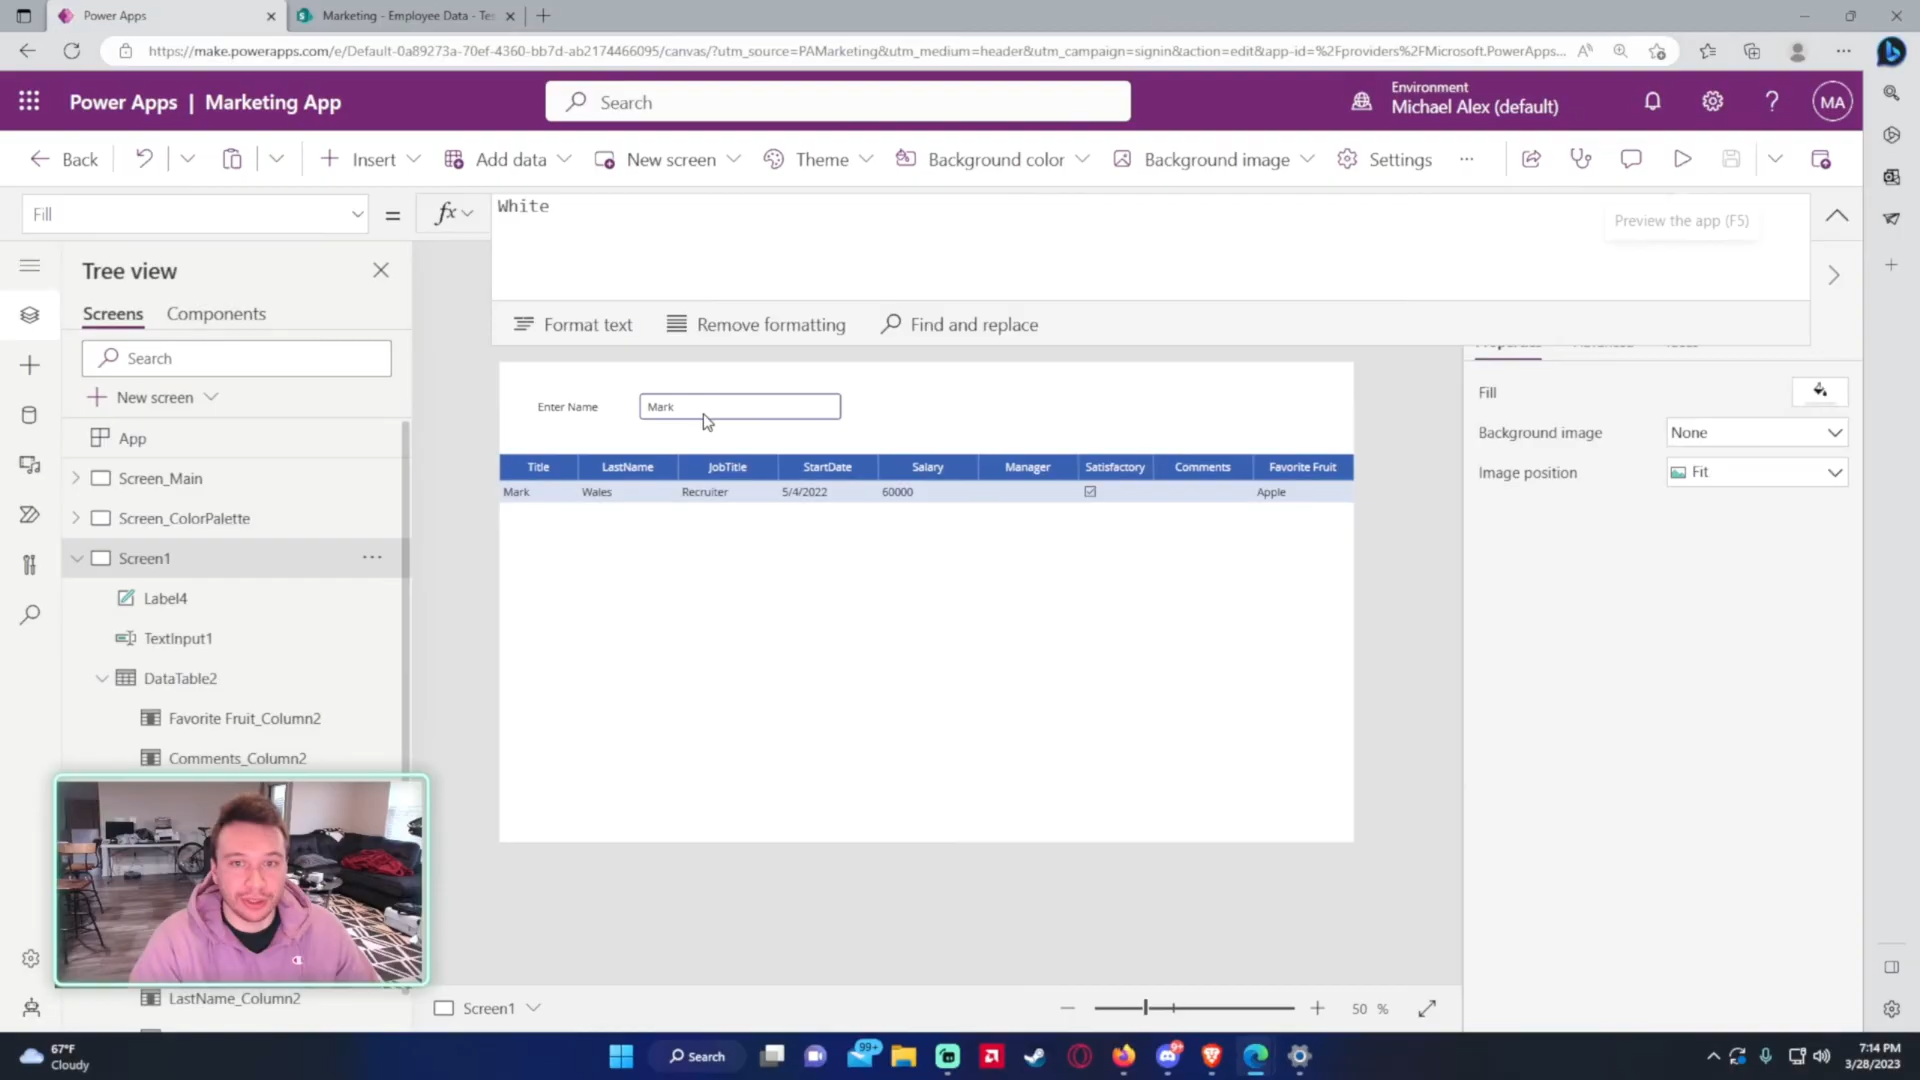 Power Apps
Marketing - Employee Data - Tes
https://make.powerapps.com/e/Default-0a89273a-70ef-4360-bb7d-ab2174466095/canvas/?utm_source=PAMarketing&utm_medium=header&utm_campaign=signin&action=edit&app-id=%2Fproviders%2FMicrosoft.PowerApps...
Power Apps | Marketing App
Search
Environment
Michael Alex (default)
MA
Back
Insert
Add data
New screen
Theme
Background color
Background image
Settings
Fill
=
fx
White
Preview the app (F5)
Format text
Remove formatting
Find and replace
Tree view
Screens
Components
Search
New screen
App
Screen_Main
Screen_ColorPalette
Screen1
Label4
TextInput1
DataTable2
Favorite Fruit_Column2
Comments_Column2
LastName_Column2
Enter Name
Mark
Title LastName JobTitle StartDate Salary Manager Satisfactory Comments Favorite Fruit
Mark Wales Recruiter 5/4/2022 60000 Apple
Fill
Background image
None
Image position
Fit
Screen1
50 %
67°F
Cloudy
Search
99+
7:14 PM
3/28/2023